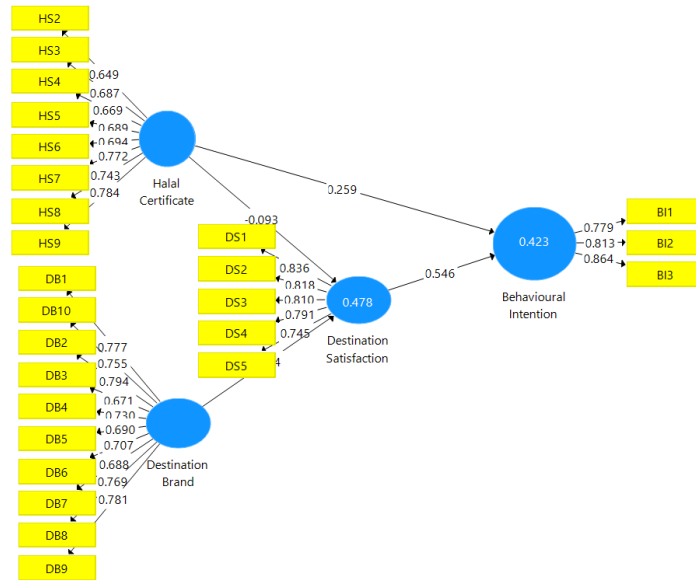 HS2
HS3
HS4
HS5
HS6
HS7
HS8
HS9
0.649
0.687
0.669
0.689
0.694
0.772
0.743
0.784
Halal
Certificate
0.259
-0.093
DS1
DS2
DS3
DS4
DS5
0.836
0.818
0.810
0.791
0.745
4
0.478
Destination
Satisfaction
0.546
0.423
Behavioural
Intention
0.779
0.813
0.864
BI1
BI2
BI3
DB1
DB10
DB2
DB3
DB4
DB5
DB6
DB7
DB8
DB9
0.777
0.755
0.794
0.671
0.730
0.690
0.707
0.688
0.769
0.781
Destination
Brand